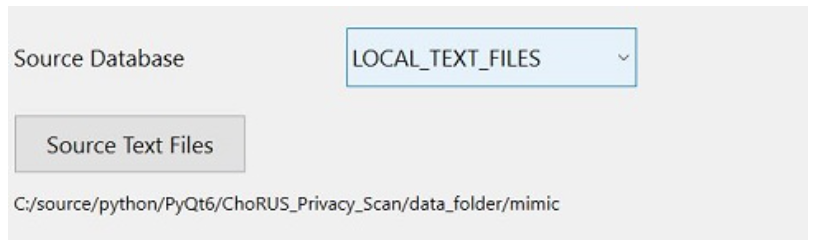 Source Database
LOCAL_TEXT_FILES
Source Text Files
C:/source/python/PyQt6/ChoRUS_Privacy_Scan/data_folder/mimic